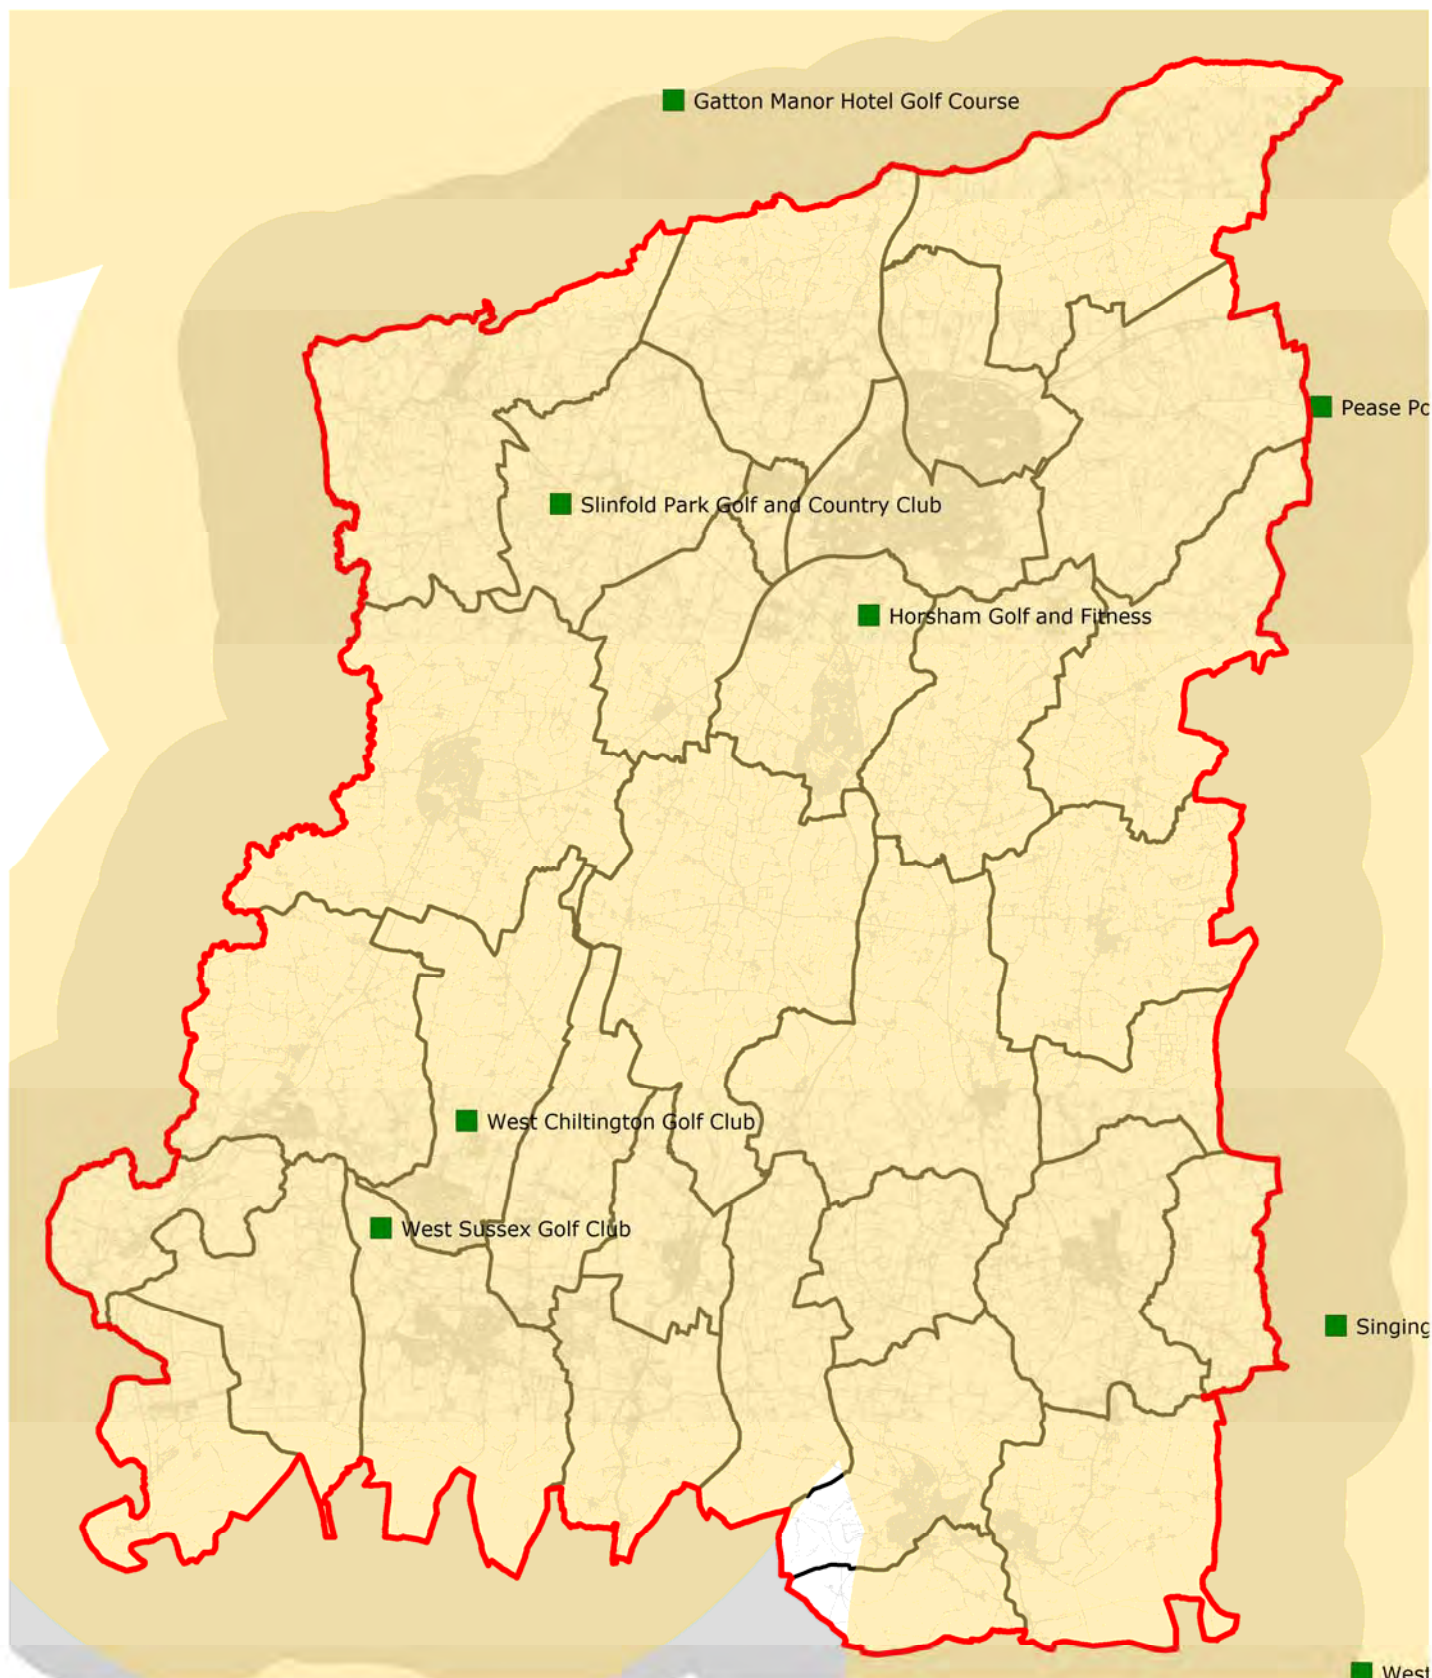 Gatton Manor Hotel Golf Course
Pease Po
Slinfold Park Golf and Country Club
Horsham Golf and Fitness
West Chiltington Golf Club
West Sussex Golf Club
Singing
West